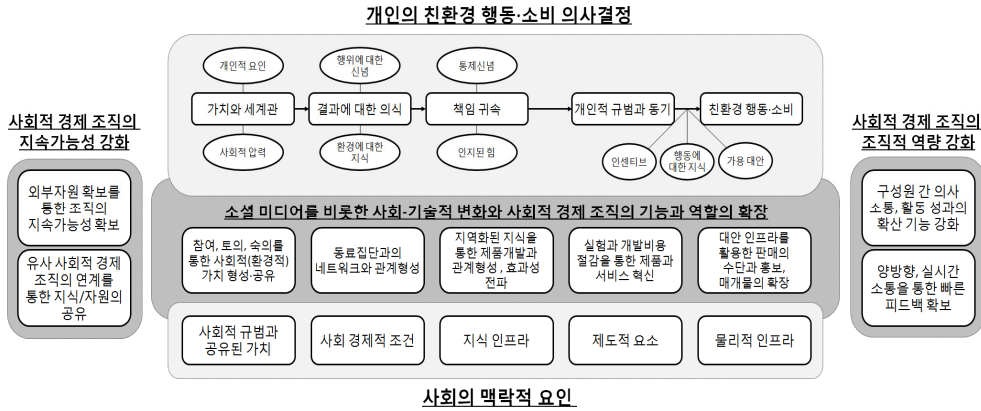 개인의 친환경 행동·소비 의사결정
개인적 요인
행위에 대한
신념
통제신념
가치와 세계관
결과에 대한 의식
책임 귀속
개인적 규범과 동기
친환경 행동·소비
사회적 압력
환경에 대한
지식
인지된 힘
인센티브
행동에
대한 지식
가용 대안
사회적 경제 조직의
지속가능성 강화
외부자원 확보를
통한 조직의
지속가능성 확보
유사 사회적 경제
조직의 연계를
통한 지식/자원의
공유
소셜 미디어를 비롯한 사회-기술적 변화와 사회적 경제 조직의 기능과 역할의 확장
참여, 토의, 숙의를
통한 사회적(환경적)
가치 형성·공유
동료집단과의
네트워크와 관계형성
지역화된 지식을
통한 제품개발과
관계형성, 효과성
전파
실험과 개발비용
절감을 통한 제품과
서비스 혁신
대안 인프라를
활용한 판매의
수단과 홍보,
매개물의 확장
사회적 경제 조직의
조직적 역량 강화
구성원 간 의사
소통, 활동 성과의
확산 기능 강화
양방향, 실시간
소통을 통한 빠른
피드백 확보
사회적 규범과
공유된 가치
사회 경제적 조건
지식 인프라
제도적 요소
물리적 인프라
사회의 맥락적 요인